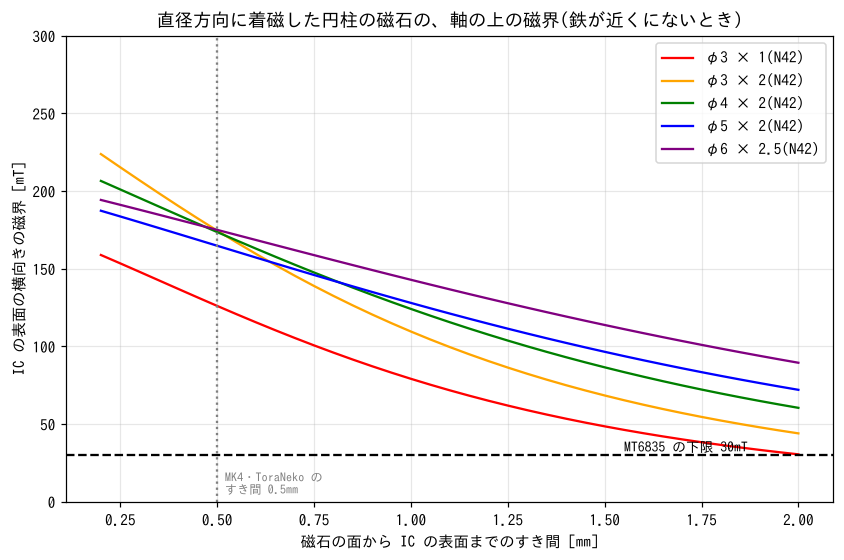 直径方向に着磁した円柱の磁石の、軸の上の磁界(鉄が近くにないとき)
IC の表面の横向きの磁界 [mT]
300
250
200
150
100
50
0
φ3 × 1(N42)
φ3 × 2(N42)
φ4 × 2(N42)
φ5 × 2(N42)
φ6 × 2.5(N42)
MT6835 の下限 30mT
MK4・ToraNeko の
すき間 0.5mm
0.25
0.50
0.75
1.00
1.25
1.50
1.75
2.00
磁石の面から IC の表面までのすき間 [mm]